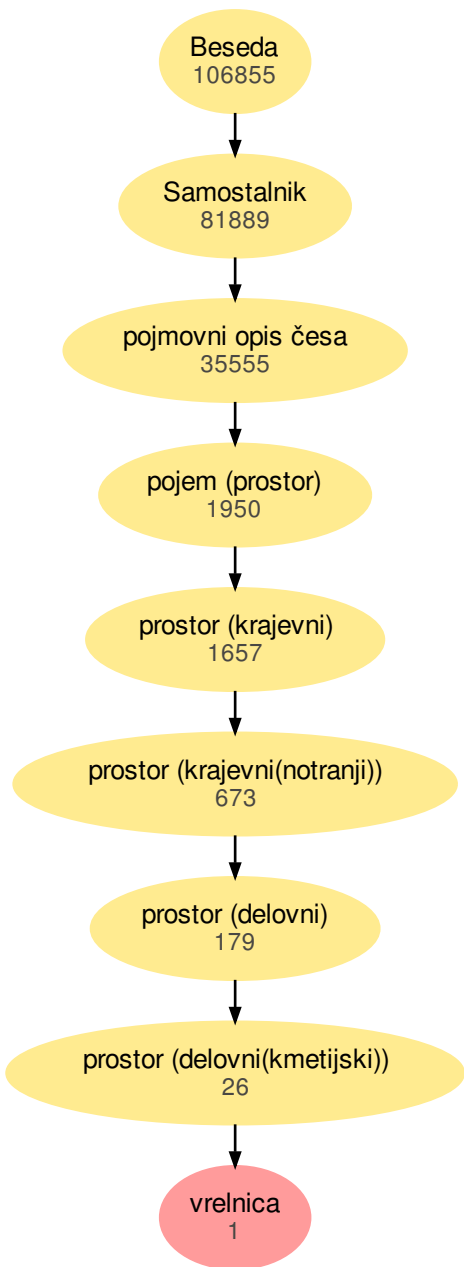 Beseda
106855
Samostalnik
81889
pojmovni opis česa
35555
pojem (prostor)
1950
prostor (krajevni)
1657
prostor (krajevni(notranji))
673
prostor (delovni)
179
prostor (delovni(kmetijski))
26
vrelnica
1